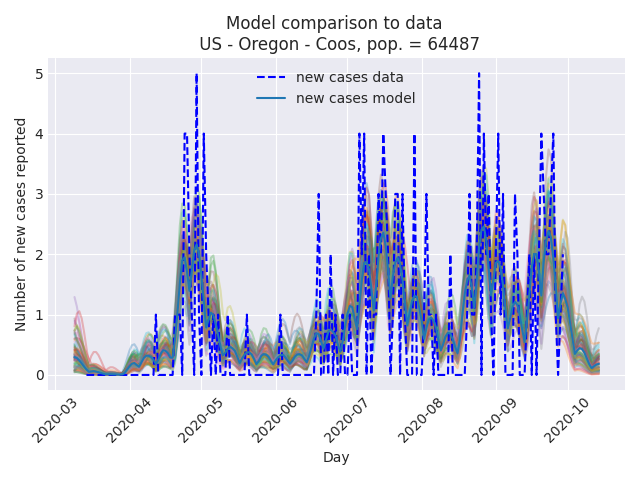 Model comparison to data
US - Oregon - Coos, pop. = 64487
new cases data
new cases model
Number of new cases reported
5
4
3
2
1
0
2020-03
2020-04
2020-05
2020-06
2020-07
2020-08
2020-09
2020-10
Day